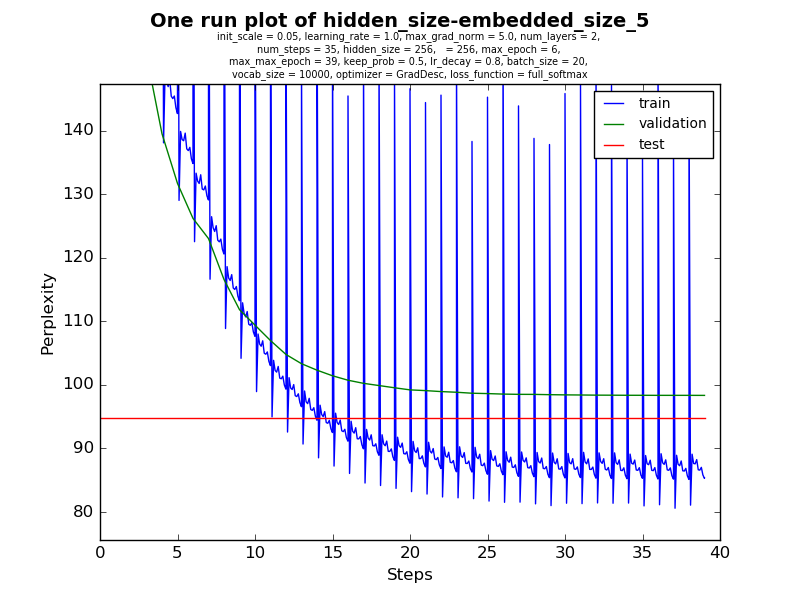 One run plot of hidden_size-embedded_size_5
init_scale = 0.05, learning_rate = 1.0, max_grad_norm = 5.0, num_layers = 2,
num_steps = 35, hidden_size = 256,   = 256, max_epoch = 6,
max_max_epoch = 39, keep_prob = 0.5, lr_decay = 0.8, batch_size = 20,
vocab_size = 10000, optimizer = GradDesc, loss_function = full_softmax
train
validation
test
140
130
120
110
100
90
80
Perplexity
0 5 10 15 20 25 30 35 40
Steps